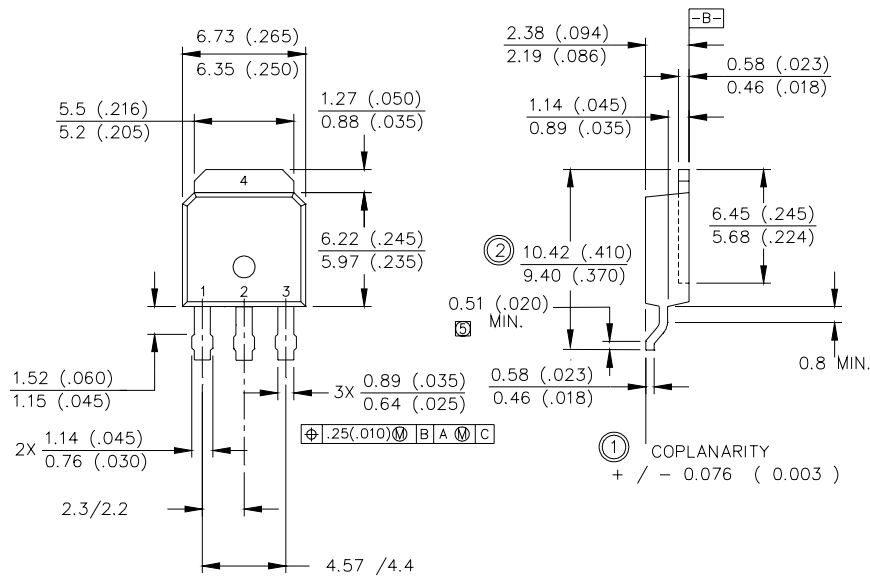 6.73 (.265)
6.35 (.250)
5.5 (.216)
5.2 (.205)
1.27 (.050)
0.88 (.035)
4
6.22 (.245)
5.97 (.235)
1 2 3
1.52 (.060)
1.15 (.045)
3X 0.89 (.035)
0.64 (.025)
2X 1.14 (.045)
0.76 (.030)
⌖ .25(.010) Ⓜ B A Ⓜ C
2.3/2.2
4.57 /4.4
-B-
2.38 (.094)
2.19 (.086)
0.58 (.023)
0.46 (.018)
1.14 (.045)
0.89 (.035)
6.45 (.245)
5.68 (.224)
2 10.42 (.410)
9.40 (.370)
0.51 (.020)
MIN.
5
0.8 MIN.
0.58 (.023)
0.46 (.018)
1 COPLANARITY
+ / - 0.076 ( 0.003 )